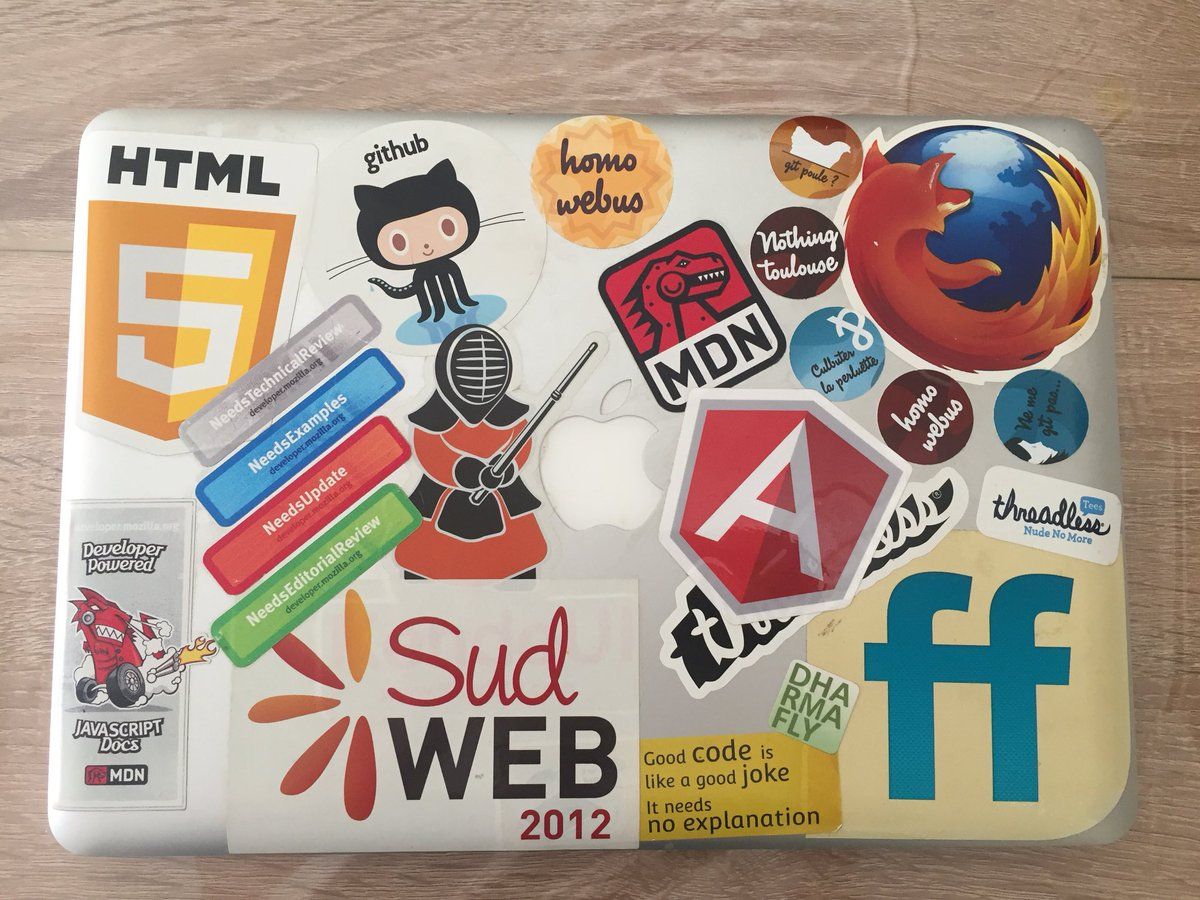 HTML
5
github
homo
webus
git poule ?
Nothing
toulouse
MDN
8
Culbuter
la perluette
homo
webus
Ne me
git pas...
NeedsTechnicalReview
developer.mozilla.org
NeedsExamples
developer.mozilla.org
NeedsUpdate
developer.mozilla.org
NeedsEditorialReview
developer.mozilla.org
A
threadless
Tees
Nude No More
developer.mozilla.org
Developer
Powered
JAVASCRIPT
Docs
MDN
Sud
WEB
2012
DHA
RMA
FLY
ff
Good code is
like a good joke
It needs
no explanation